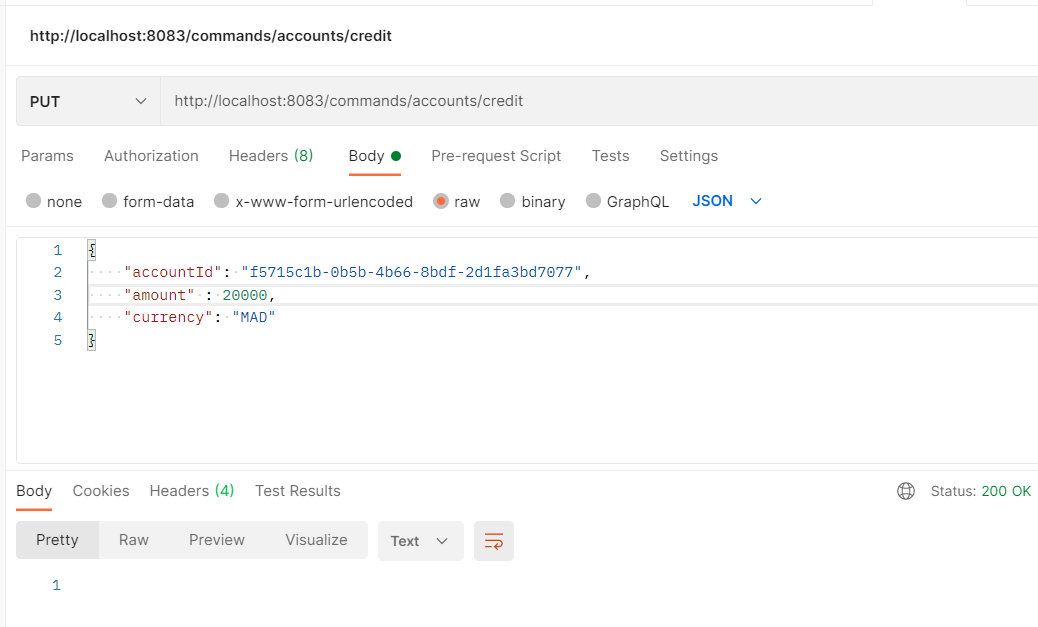 http://localhost:8083/commands/accounts/credit
PUT http://localhost:8083/commands/accounts/credit
Params Authorization Headers (8) Body Pre-request Script Tests Settings
none form-data x-www-form-urlencoded raw binary GraphQL JSON
1 {
2 "accountId": "f5715c1b-0b5b-4b66-8bdf-2d1fa3bd7077",
3 "amount" : 20000,
4 "currency": "MAD"
5 }
Body Cookies Headers (4) Test Results Status: 200 OK
Pretty Raw Preview Visualize Text
1